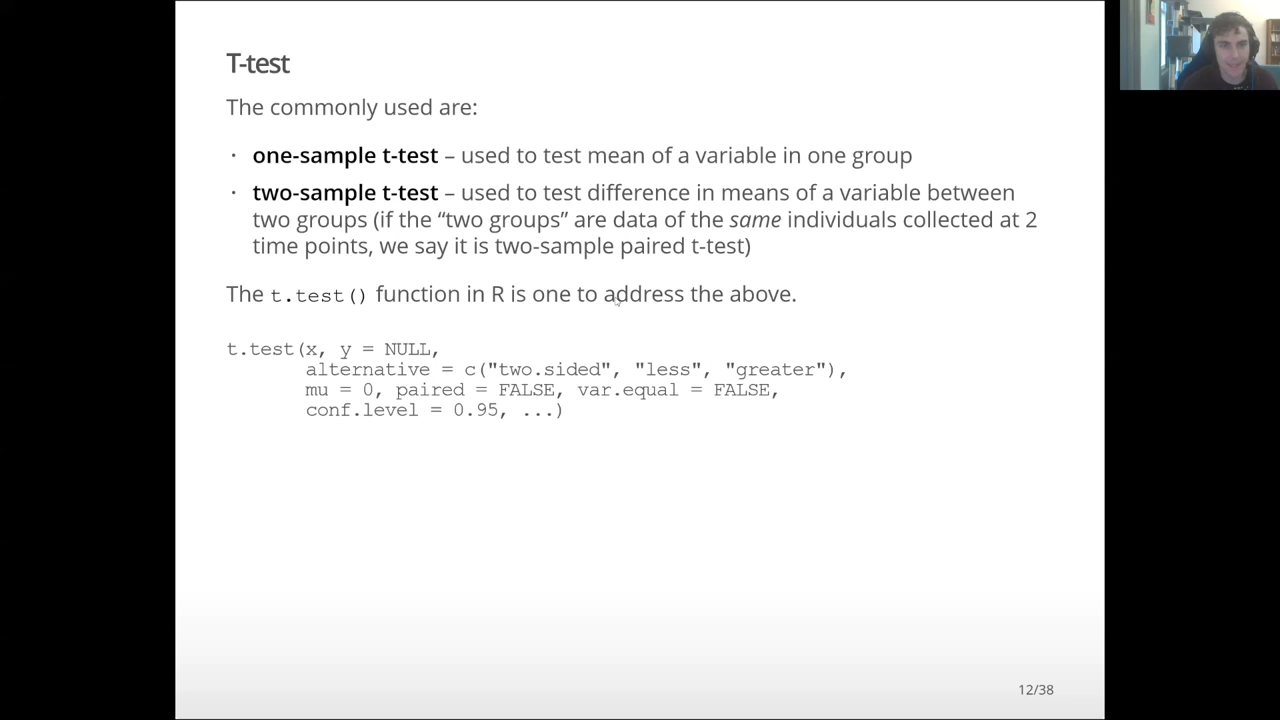 T-test
The commonly used are:
· one-sample t-test – used to test mean of a variable in one group
· two-sample t-test – used to test difference in means of a variable between
two groups (if the “two groups” are data of the same individuals collected at 2
time points, we say it is two-sample paired t-test)
The t.test() function in R is one to address the above.
t.test(x, y = NULL,
       alternative = c("two.sided", "less", "greater"),
       mu = 0, paired = FALSE, var.equal = FALSE,
       conf.level = 0.95, ...)
12/38